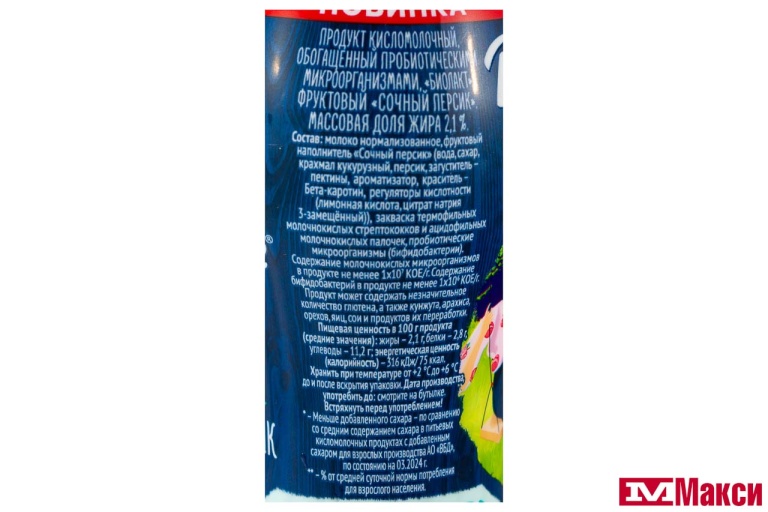 НОВИНКА
ПРОДУКТ КИСЛОМОЛОЧНЫЙ,
ОБОГАЩЕННЫЙ ПРОБИОТИЧЕСКИМИ
МИКРООРГАНИЗМАМИ, «БИОЛАКТ»
ФРУКТОВЫЙ «СОЧНЫЙ ПЕРСИК»
МАССОВАЯ ДОЛЯ ЖИРА 2,1 %.
Состав: молоко нормализованное, фруктовый
наполнитель «Сочный персик» (вода, сахар,
крахмал кукурузный, персик, загуститель –
пектины, ароматизатор, краситель –
Бета-каротин, регуляторы кислотности
(лимонная кислота, цитрат натрия
3-замещённый)), закваска термофильных
молочнокислых стрептококков и ацидофильных
молочнокислых палочек, пробиотические
микроорганизмы (бифидобактерии).
Содержание молочнокислых микроорганизмов
в продукте не менее 1x10⁷ КОЕ/г. Содержание
бифидобактерий в продукте не менее 1x10⁶ КОЕ/г.
Продукт может содержать незначительное
количество глютена, а также кунжута, арахиса,
орехов, яиц, сои и продуктов их переработки.
Пищевая ценность в 100 г продукта
(средние значения): жиры – 2,1 г, белки – 2,8 г,
углеводы – 11,2 г; энергетическая ценность
(калорийность) – 316 кДж/ 75 ккал.
Хранить при температуре от +2 °С до +6 °С
до и после вскрытия упаковки. Дата производства,
употребить до: смотрите на бутылке.
Встряхнуть перед употреблением!
* – Меньше добавленного сахара – по сравнению
со средним содержанием сахара в питьевых
кисломолочных продуктах с добавленным
сахаром для взрослых производства АО «ВБД»,
по состоянию на 03.2024 г.
** – % от средней суточной нормы потребления
для взрослого населения.
Макси